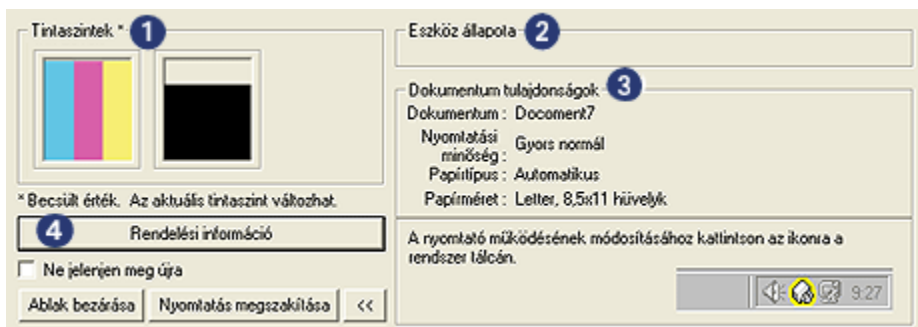 Tintaszintek * 1
* Becsült érték. Az aktuális tintaszint változhat.
4 Rendelési információ
Ne jelenjen meg újra
Ablak bezárása Nyomtatás megszakítása <<
Eszköz állapota 2
Dokumentum tulajdonságok 3
Dokumentum : Docoment7
Nyomtatási
minőség : Gyors normál
Papírtípus : Automatikus
Papírméret : Letter, 8,5x11 hüvelyk
A nyomtató működésének módosításához kattintson az ikonra a
rendszer tálcán.
9:27